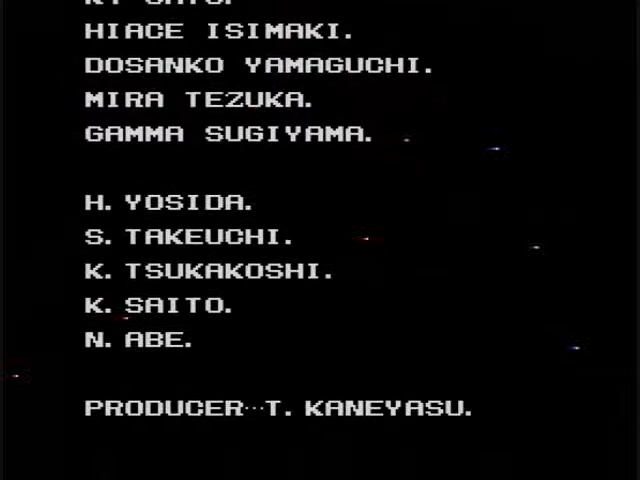 HIACE ISIMAKI.
DOSANKO YAMAGUCHI.
MIRA TEZUKA.
GAMMA SUGIYAMA.
H. YOSIDA.
S. TAKEUCHI.
K. TSUKAKOSHI.
K. SAITO.
N. ABE.
PRODUCER…T. KANEYASU.